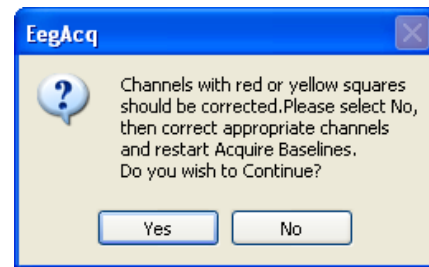 EegAcq
Channels with red or yellow squares
should be corrected.Please select No,
then correct appropriate channels
and restart Acquire Baselines.
Do you wish to Continue?
Yes
No